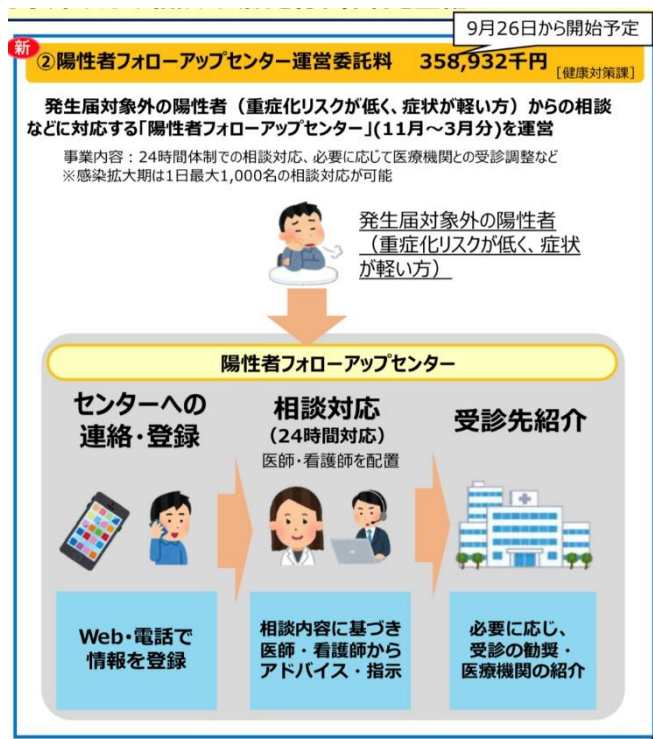 9月26日から開始予定
新
②陽性者フォローアップセンター運営委託料 358,932千円 [健康対策課]
発生届対象外の陽性者（重症化リスクが低く、症状が軽い方）からの相談
などに対応する「陽性者フォローアップセンター」(11月～3月分)を運営
事業内容：24時間体制での相談対応、必要に応じて医療機関との受診調整など
※感染拡大期は1日最大1,000名の相談対応が可能
発生届対象外の陽性者
（重症化リスクが低く、症状
が軽い方）
陽性者フォローアップセンター
センターへの
連絡・登録
相談対応
（24時間対応）
医師・看護師を配置
受診先紹介
Web・電話で
情報を登録
相談内容に基づき
医師・看護師から
アドバイス・指示
必要に応じ、
受診の勧奨・
医療機関の紹介